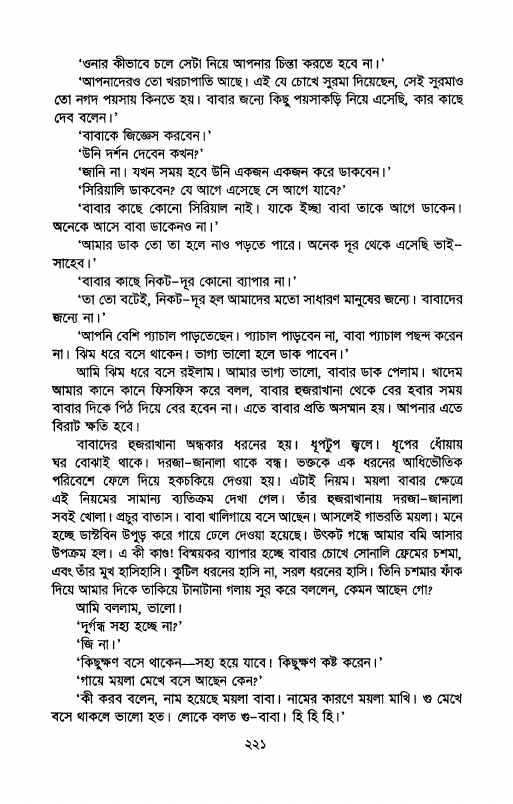 ‘ওনার কীভাবে চলে সেটা নিয়ে আপনার চিন্তা করতে হবে না।’
‘আপনাদেরও তো খরচাপাতি আছে। এই যে চোখে সুরমা দিয়েছেন, সেই সুরমাও
তো নগদ পয়সায় কিনতে হয়। বাবার জন্যে কিছু পয়সাকড়ি নিয়ে এসেছি, কার কাছে
দেব বলেন।’
‘বাবাকে জিজ্ঞেস করবেন।’
‘উনি দর্শন দেবেন কখন?’
‘জানি না। যখন সময় হবে উনি একজন একজন করে ডাকবেন।’
‘সিরিয়ালি ডাকবেন? যে আগে এসেছে সে আগে যাবে?’
‘বাবার কাছে কোনো সিরিয়াল নাই। যাকে ইচ্ছা বাবা তাকে আগে ডাকেন।
অনেকে আসে বাবা ডাকেনও না।’
‘আমার ডাক তো তা হলে নাও পড়তে পারে। অনেক দূর থেকে এসেছি ভাই–
সাহেব।’
‘বাবার কাছে নিকট–দূর কোনো ব্যাপার না।’
‘তা তো বটেই, নিকট–দূর হল আমাদের মতো সাধারণ মানুষের জন্যে। বাবাদের
জন্যে না।’
‘আপনি বেশি প্যাচাল পাড়তেছেন। প্যাচাল পাড়বেন না, বাবা প্যাচাল পছন্দ করেন
না। ঝিম ধরে বসে থাকেন। ভাগ্য ভালো হলে ডাক পাবেন।’
আমি ঝিম ধরে বসে রইলাম। আমার ভাগ্য ভালো, বাবার ডাক পেলাম। খাদেম
আমার কানে কানে ফিসফিস করে বলল, বাবার হুজরাখানা থেকে বের হবার সময়
বাবার দিকে পিঠ দিয়ে বের হবেন না। এতে বাবার প্রতি অসম্মান হয়। আপনার এতে
বিরাট ক্ষতি হবে।
বাবাদের হুজরাখানা অন্ধকার ধরনের হয়। ধূপটুপ জ্বলে। ধূপের ধোঁয়ায়
ঘর বোঝাই থাকে। দরজা-জানালা থাকে বন্ধ। ভক্তকে এক ধরনের আধিভৌতিক
পরিবেশে ফেলে দিয়ে হকচকিয়ে দেওয়া হয়। এটাই নিয়ম। ময়লা বাবার ক্ষেত্রে
এই নিয়মের সামান্য ব্যতিক্রম দেখা গেল। তাঁর হুজরাখানায় দরজা–জানালা
সবই খোলা। প্রচুর বাতাস। বাবা খালিগায়ে বসে আছেন। আসলেই গাভরতি ময়লা। মনে
হচ্ছে ডাস্টবিন উপুড় করে গায়ে ঢেলে দেওয়া হয়েছে। উৎকট গন্ধে আমার বমি আসার
উপক্রম হল। এ কী কাণ্ড! বিস্ময়কর ব্যাপার হচ্ছে বাবার চোখে সোনালি ফ্রেমের চশমা,
এবং তাঁর মুখ হাসিহাসি। কুটিল ধরনের হাসি না, সরল ধরনের হাসি। তিনি চশমার ফাঁক
দিয়ে আমার দিকে তাকিয়ে টানাটানা গলায় সুর করে বললেন, কেমন আছেন গো?
আমি বললাম, ভালো।
‘দুর্গন্ধ সহ্য হচ্ছে না?’
‘জি না।’
‘কিছুক্ষণ বসে থাকেন—সহ্য হয়ে যাবে। কিছুক্ষণ কষ্ট করেন।’
‘গায়ে ময়লা মেখে বসে আছেন কেন?’
‘কী করব বলেন, নাম হয়েছে ময়লা বাবা। নামের কারণে ময়লা মাখি। গু মেখে
বসে থাকলে ভালো হত। লোকে বলত গু–বাবা। হি হি হি।’
২২১